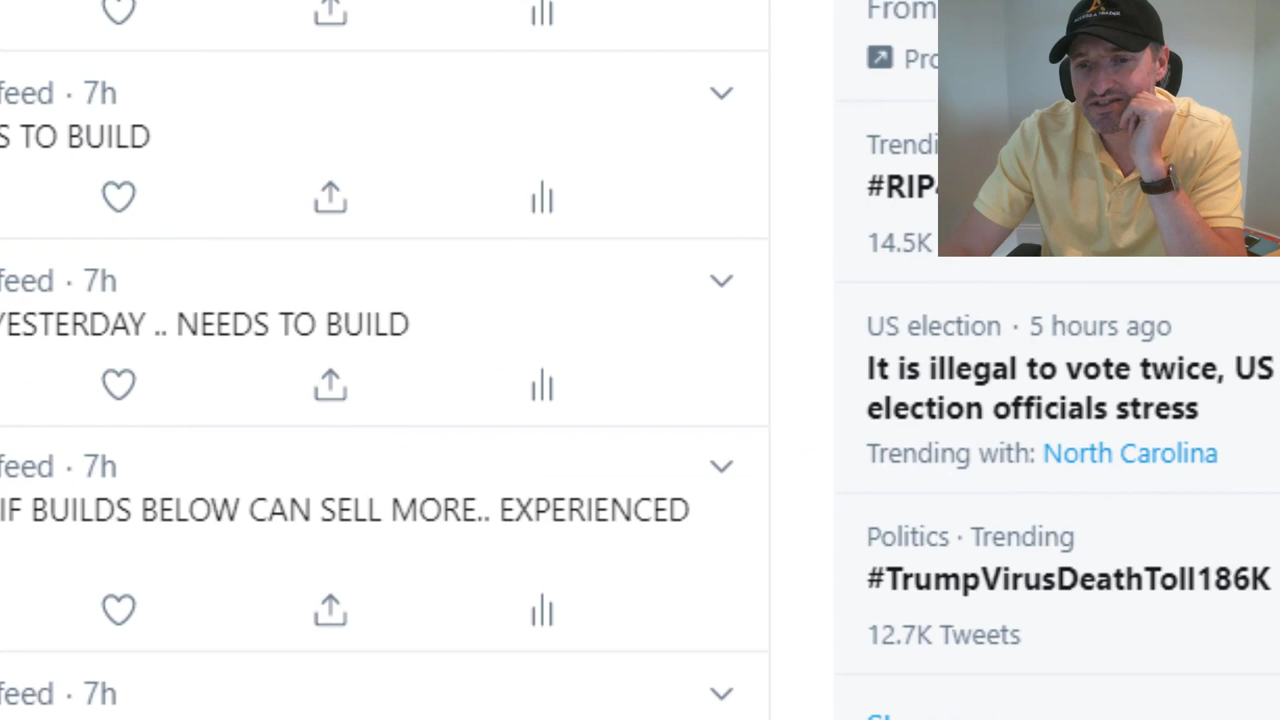 feed · 7h
S TO BUILD
feed · 7h
YESTERDAY .. NEEDS TO BUILD
feed · 7h
IF BUILDS BELOW CAN SELL MORE.. EXPERIENCED
feed · 7h
From
Trendi
#RIP
14.5K
US election · 5 hours ago
It is illegal to vote twice, US
election officials stress
Trending with: North Carolina
Politics · Trending
#TrumpVirusDeathToll186K
12.7K Tweets